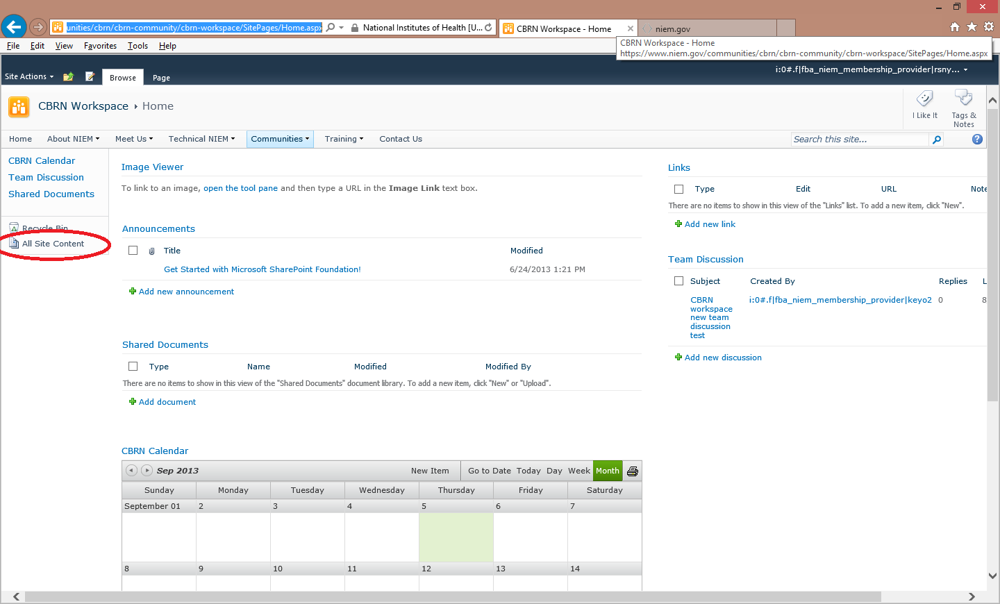 unities/cbrn/cbrn-community/cbrn-workspace/SitePages/Home.aspx
National Institutes of Health [U...
CBRN Workspace - Home
niem.gov
File Edit View Favorites Tools Help
CBRN Workspace - Home
https://www.niem.gov/communities/cbrn/cbrn-community/cbrn-workspace/SitePages/Home.aspx
Site Actions
Browse
Page
i:0#.f|fba_niem_membership_provider|rsny...
CBRN Workspace Home
I Like It
Tags & Notes
Home About NIEM Meet Us Technical NIEM Communities Training Contact Us
Search this site...
CBRN Calendar
Team Discussion
Shared Documents
Recycle Bin
All Site Content
Image Viewer
To link to an image, open the tool pane and then type a URL in the Image Link text box.
Announcements
Title Modified
Get Started with Microsoft SharePoint Foundation! 6/24/2013 1:21 PM
Add new announcement
Shared Documents
Type Name Modified Modified By
There are no items to show in this view of the "Shared Documents" document library. To add a new item, click "New" or "Upload".
Add document
CBRN Calendar
Sep 2013 New Item Go to Date Today Day Week Month
Sunday Monday Tuesday Wednesday Thursday Friday Saturday
September 01 2 3 4 5 6 7
8 9 10 11 12 13 14
Links
Type Edit URL Note
There are no items to show in this view of the "Links" list. To add a new item, click "New".
Add new link
Team Discussion
Subject Created By Replies L
CBRN workspace new team discussion test i:0#.f|fba_niem_membership_provider|keyo2 0 8
Add new discussion